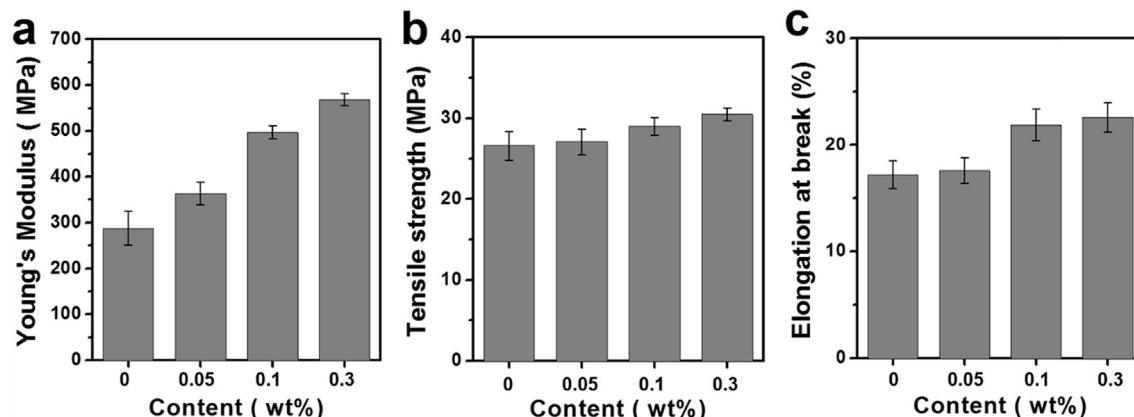 a
Young's Modulus ( MPa)
700
600
500
400
300
200
100
0
0 0.05 0.1 0.3
Content ( wt%)
b
Tensile strength (MPa)
40
30
20
10
0
0 0.05 0.1 0.3
Content ( wt%)
c
Elongation at break (%)
30
20
10
0
0 0.05 0.1 0.3
Content ( wt%)